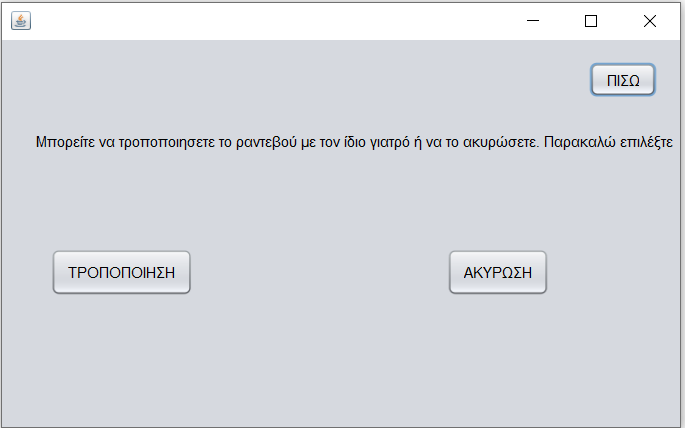 ΠΙΣΩ
Μπορείτε να τροποποιησετε το ραντεβού με τον ίδιο γιατρό ή να το ακυρώσετε. Παρακαλώ επιλέξτε
ΤΡΟΠΟΠΟΙΗΣΗ
ΑΚΥΡΩΣΗ